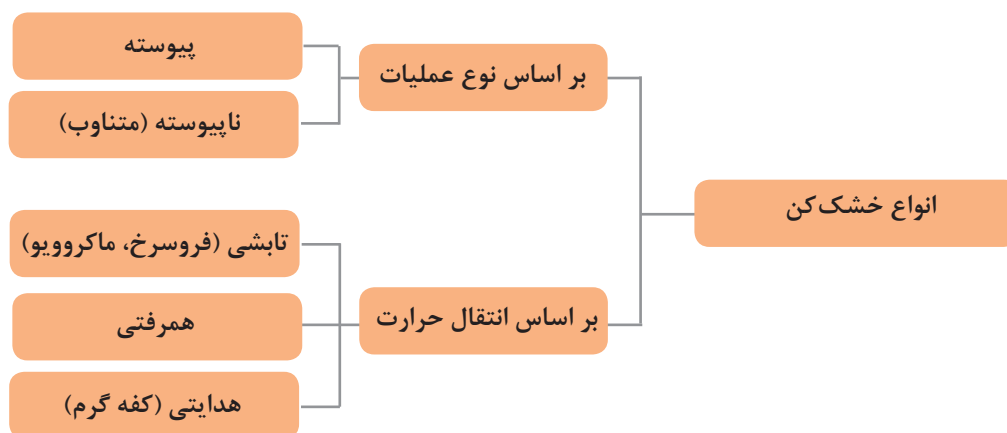 انواع خشک‌کن
بر اساس نوع عملیات
پیوسته
ناپیوسته (متناوب)
بر اساس انتقال حرارت
تابشی (فروسرخ، ماکروویو)
همرفتی
هدایتی (کفه گرم)